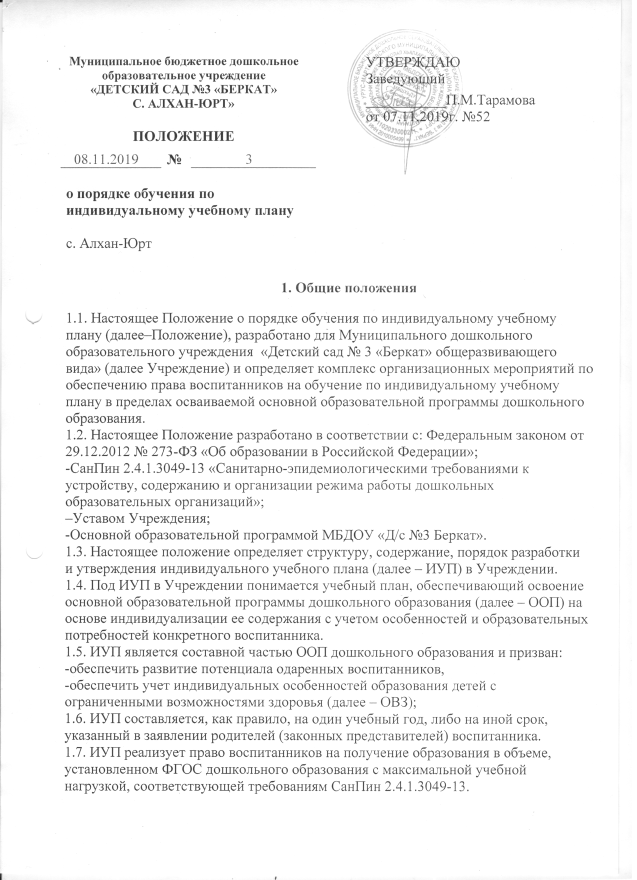 Муниципальное бюджетное дошкольное
образовательное учреждение
«ДЕТСКИЙ САД №3 «БЕРКАТ»
С. АЛХАН-ЮРТ»
ПОЛОЖЕНИЕ
08.11.2019 № 3
о порядке обучения по
индивидуальному учебному плану
с. Алхан-Юрт
УТВЕРЖДАЮ
Заведующий
___________П.М.Тарамова
от 07.11.2019г. №52
1. Общие положения
1.1. Настоящее Положение о порядке обучения по индивидуальному учебному
плану (далее–Положение), разработано для Муниципального дошкольного
образовательного учреждения «Детский сад № 3 «Беркат» общеразвивающего
вида» (далее Учреждение) и определяет комплекс организационных мероприятий по
обеспечению права воспитанников на обучение по индивидуальному учебному
плану в пределах осваиваемой основной образовательной программы дошкольного
образования.
1.2. Настоящее Положение разработано в соответствии с: Федеральным законом от
29.12.2012 № 273-ФЗ «Об образовании в Российской Федерации»;
-СанПин 2.4.1.3049-13 «Санитарно-эпидемиологическими требованиями к
устройству, содержанию и организации режима работы дошкольных
образовательных организаций»;
–Уставом Учреждения;
-Основной образовательной программой МБДОУ «Д/с №3 Беркат».
1.3. Настоящее положение определяет структуру, содержание, порядок разработки
и утверждения индивидуального учебного плана (далее – ИУП) в Учреждении.
1.4. Под ИУП в Учреждении понимается учебный план, обеспечивающий освоение
основной образовательной программы дошкольного образования (далее – ООП) на
основе индивидуализации ее содержания с учетом особенностей и образовательных
потребностей конкретного воспитанника.
1.5. ИУП является составной частью ООП дошкольного образования и призван:
-обеспечить развитие потенциала одаренных воспитанников,
-обеспечить учет индивидуальных особенностей образования детей с
ограниченными возможностями здоровья (далее – ОВЗ);
1.6. ИУП составляется, как правило, на один учебный год, либо на иной срок,
указанный в заявлении родителей (законных представителей) воспитанника.
1.7. ИУП реализует право воспитанников на получение образования в объеме,
установленном ФГОС дошкольного образования с максимальной учебной
нагрузкой, соответствующей требованиям СанПин 2.4.1.3049-13.